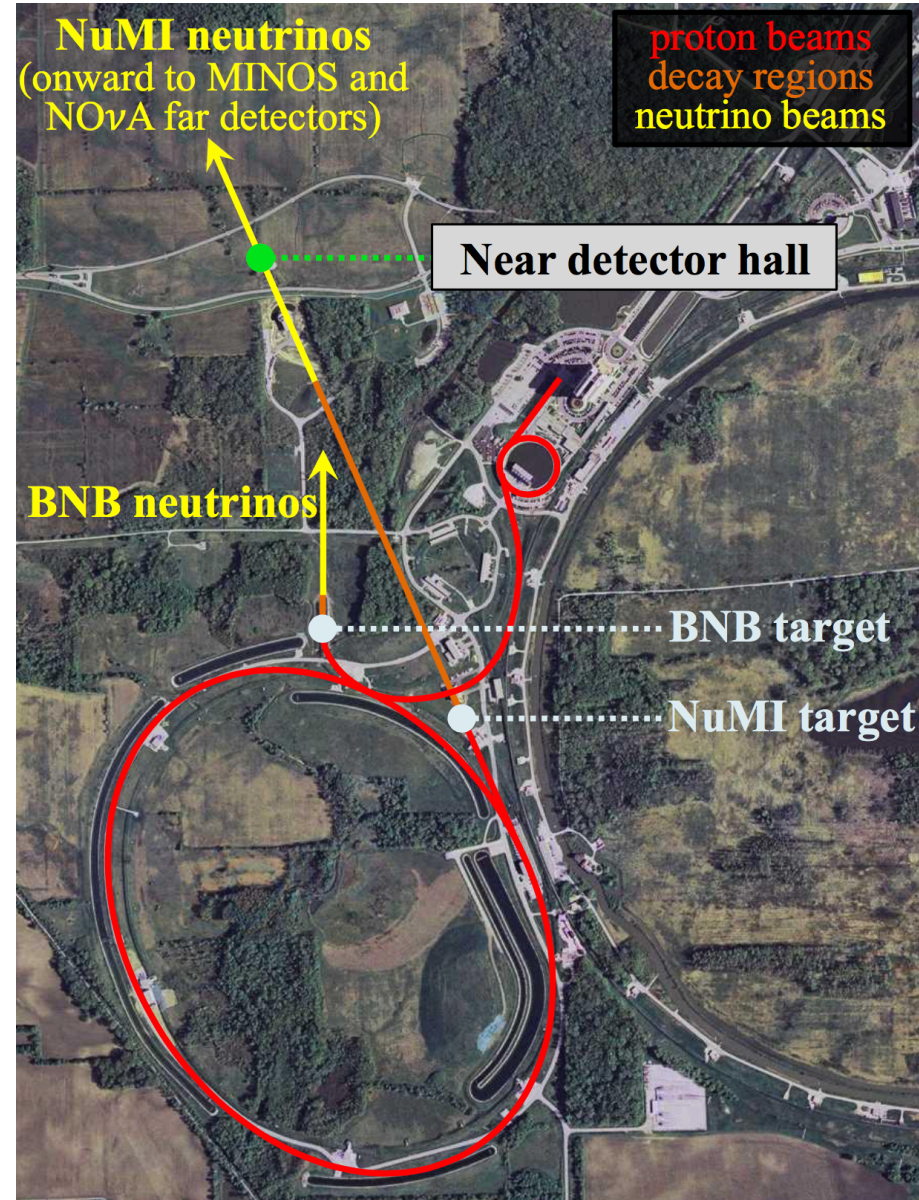 NuMI neutrinos
(onward to MINOS and
NOνA far detectors)
proton beams
decay regions
neutrino beams
Near detector hall
BNB neutrinos
BNB target
NuMI target